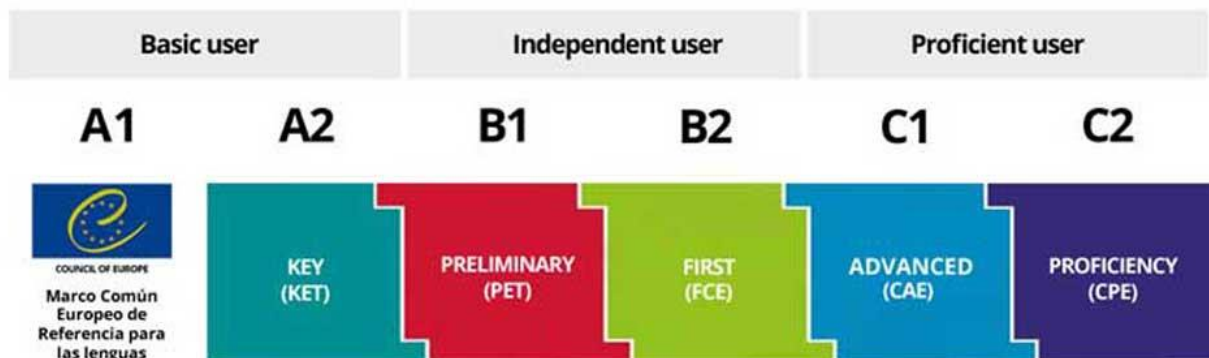 Basic user Independent user Proficient user
A1 A2 B1 B2 C1 C2
COUNCIL OF EUROPE
Marco Común
Europeo de
Referencia para
las lenguas
KEY
(KET)
PRELIMINARY
(PET)
FIRST
(FCE)
ADVANCED
(CAE)
PROFICIENCY
(CPE)